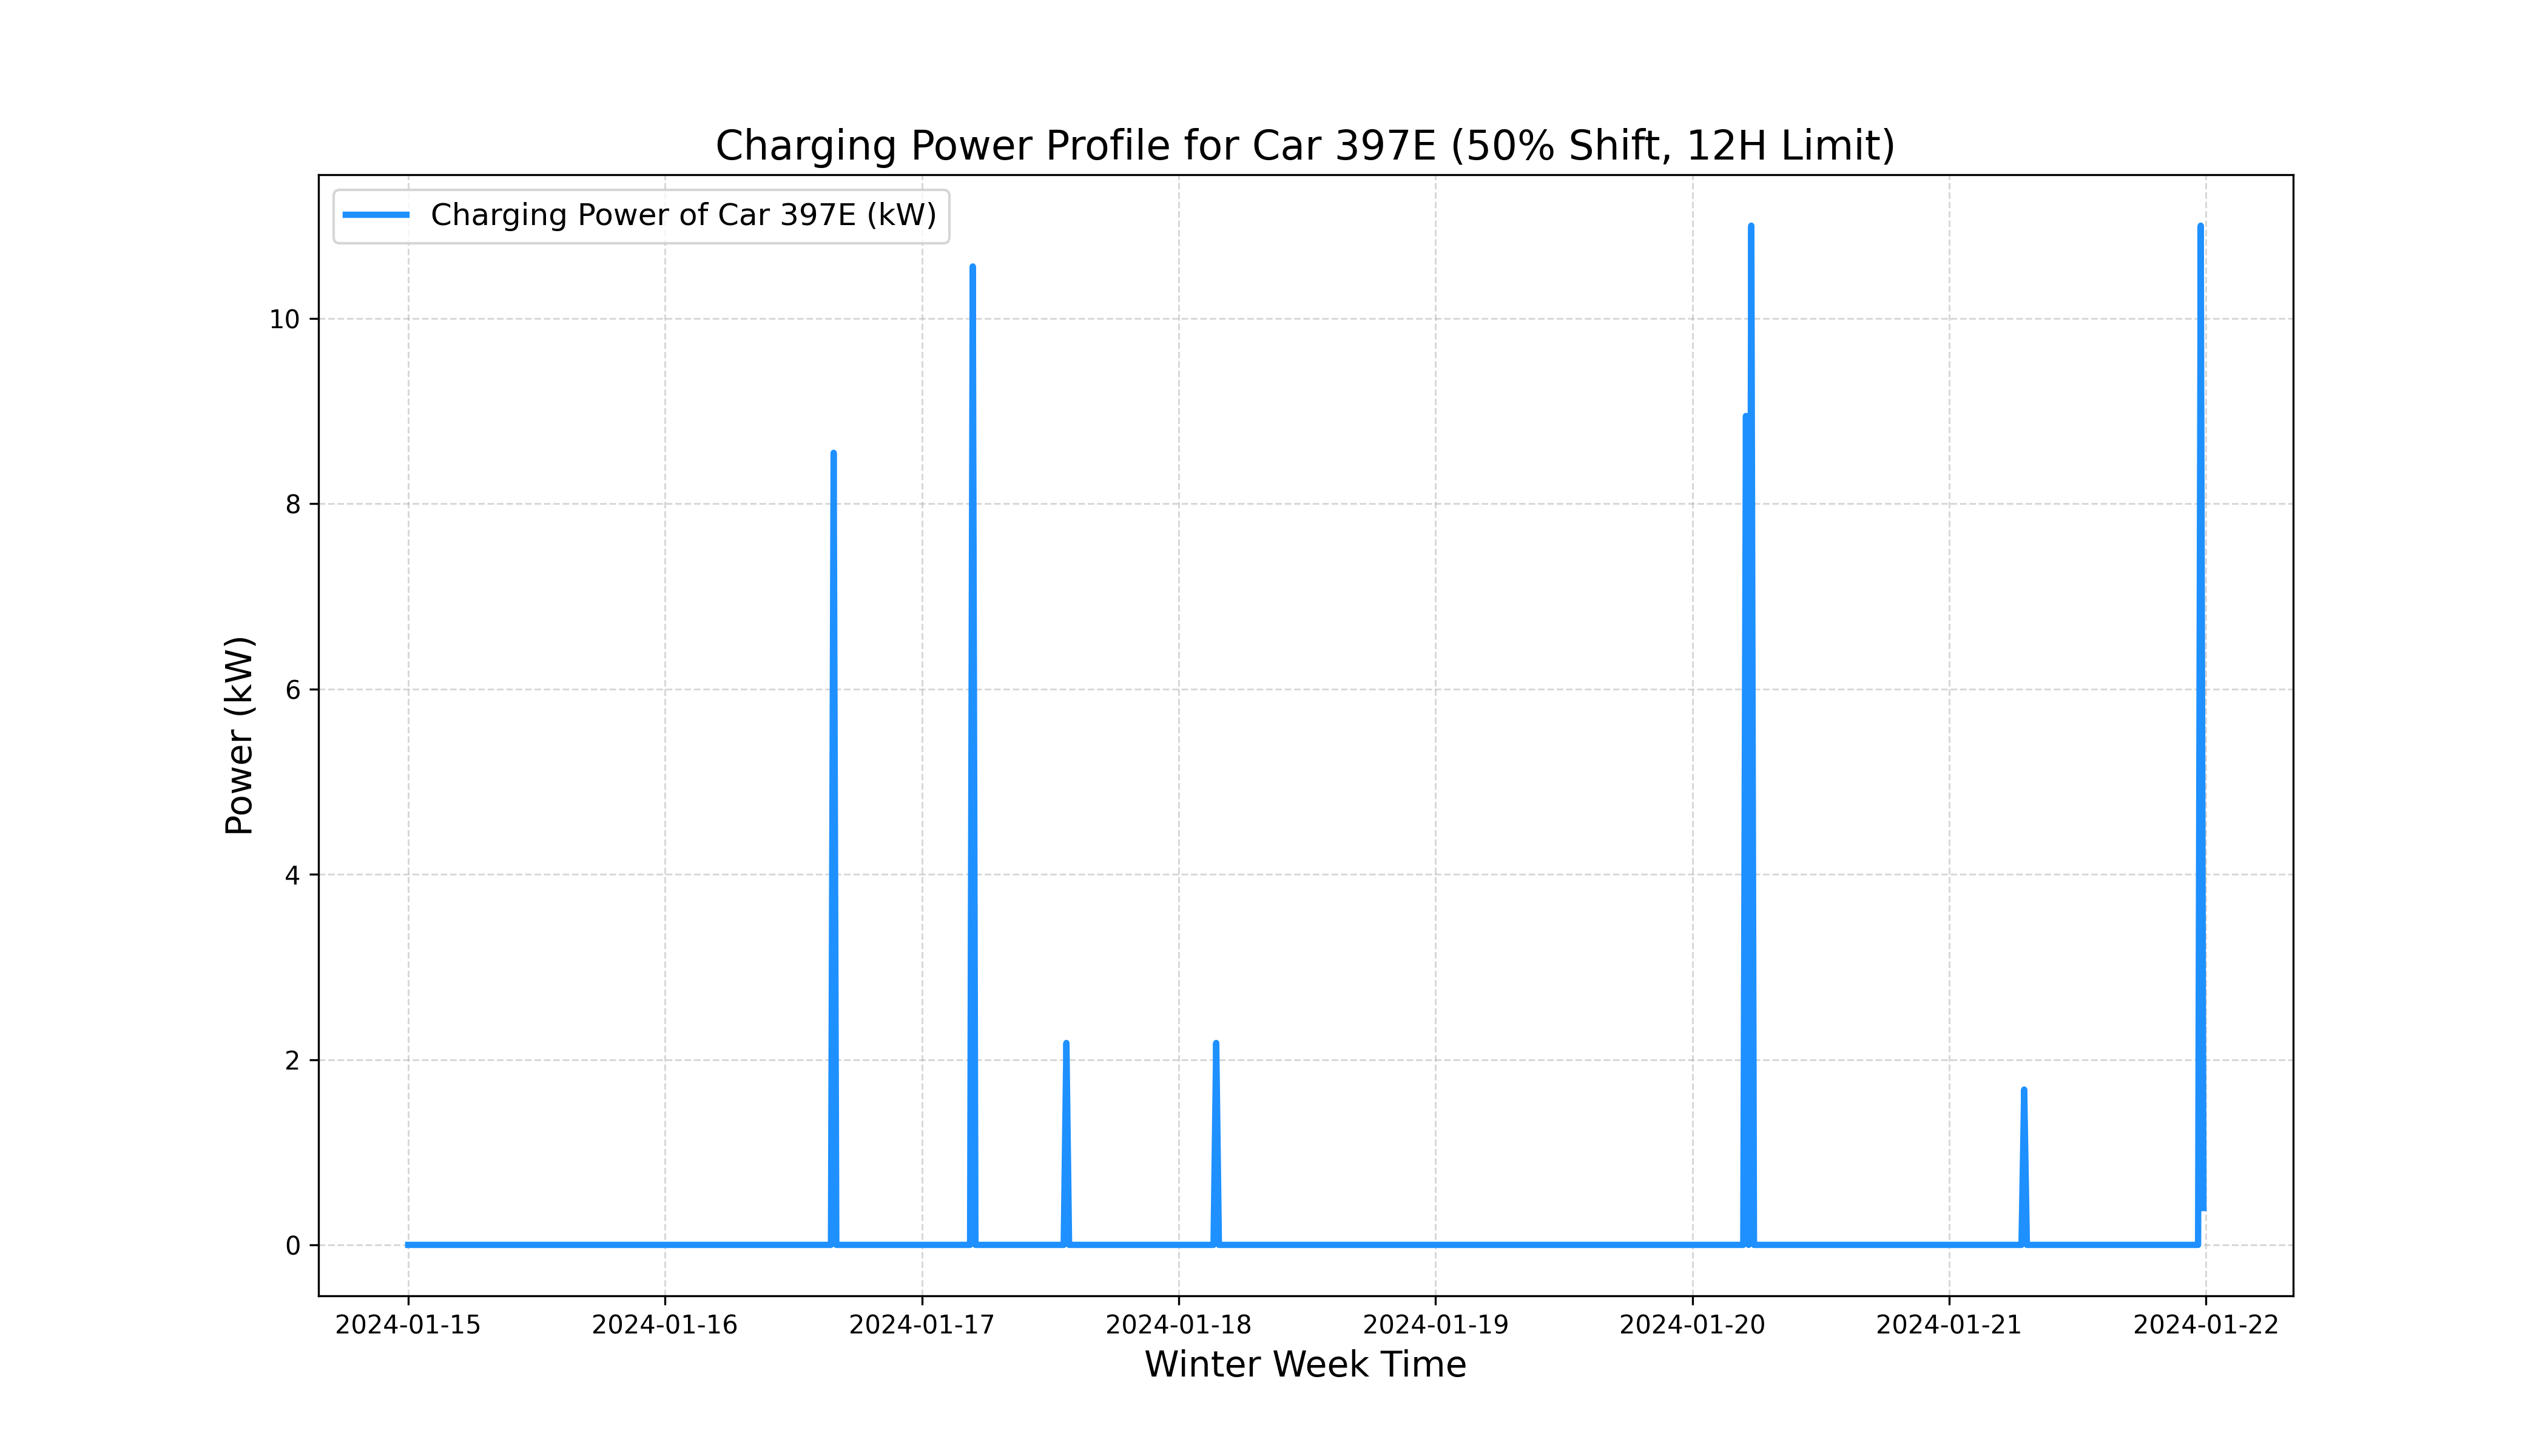 Charging Power Profile for Car 397E (50% Shift, 12H Limit)
Charging Power of Car 397E (kW)
Power (kW)
10
8
6
4
2
0
2024-01-15 2024-01-16 2024-01-17 2024-01-18 2024-01-19 2024-01-20 2024-01-21 2024-01-22
Winter Week Time